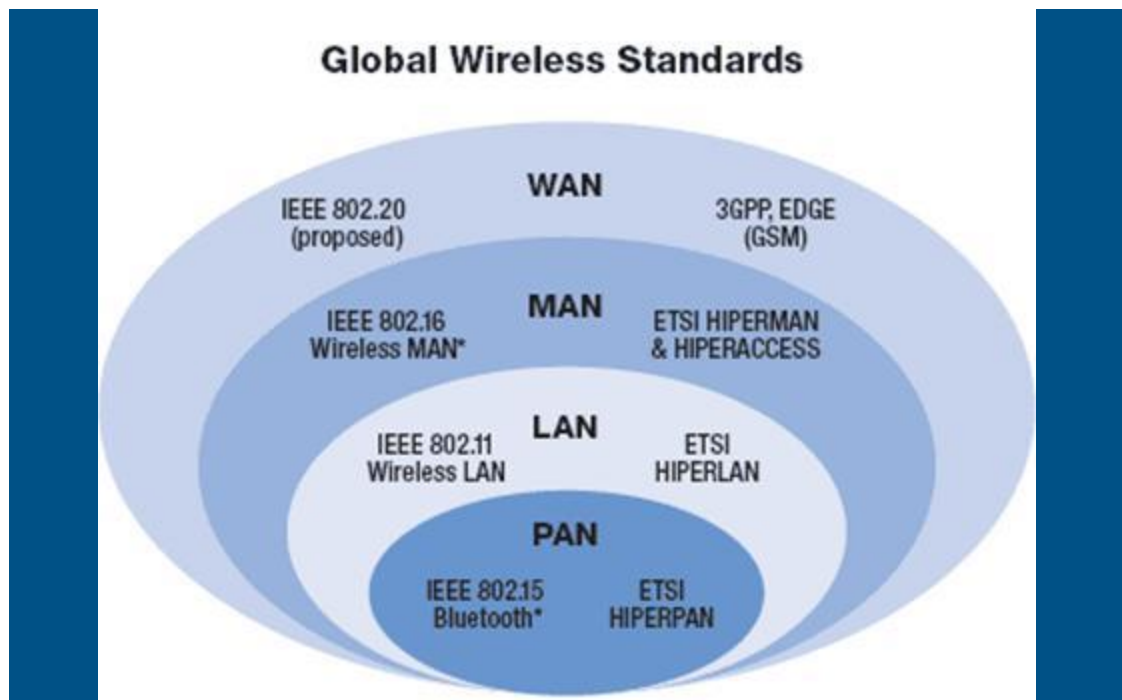 Global Wireless Standards
WAN
IEEE 802.20
(proposed)
3GPP, EDGE
(GSM)
MAN
IEEE 802.16
Wireless MAN*
ETSI HIPERMAN
& HIPERACCESS
LAN
IEEE 802.11
Wireless LAN
ETSI
HIPERLAN
PAN
IEEE 802.15
Bluetooth*
ETSI
HIPERPAN